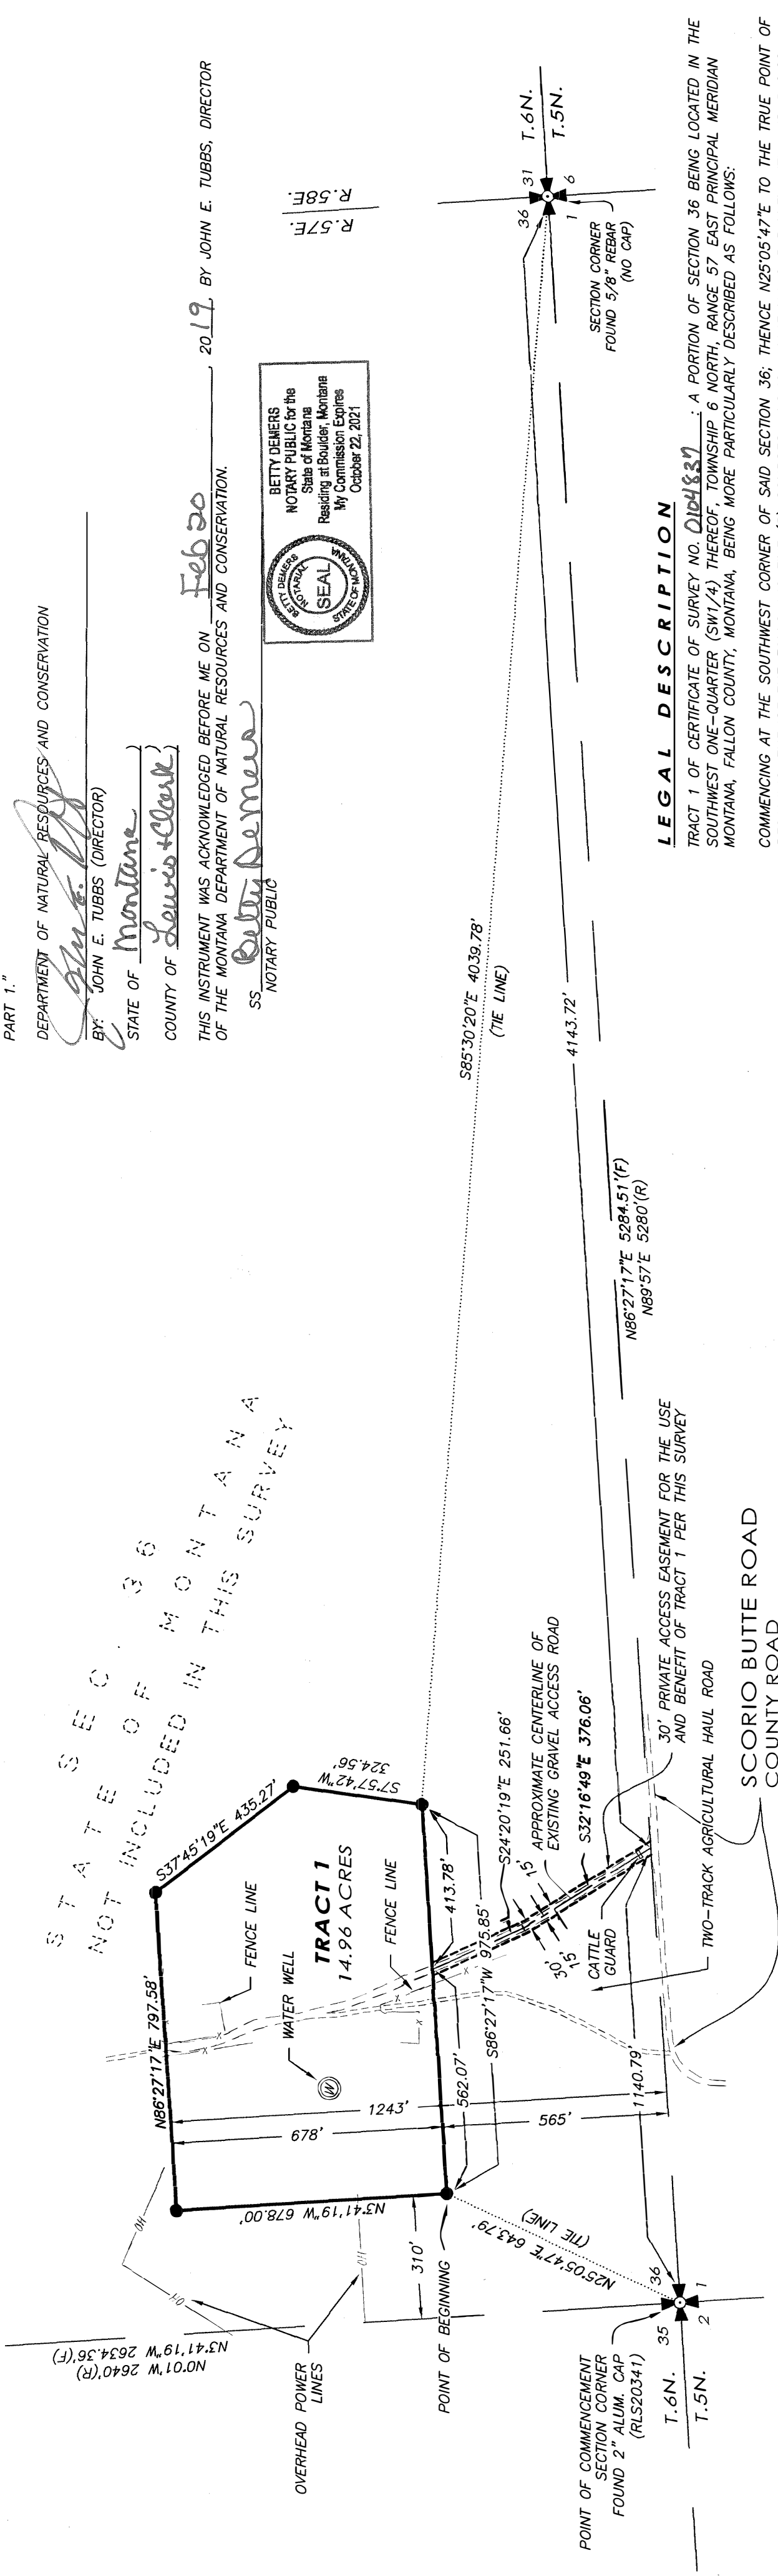 PART 1."
DEPARTMENT OF NATURAL RESOURCES AND CONSERVATION
BY: JOHN E. TUBBS (DIRECTOR)
STATE OF Montana )
)
COUNTY OF Lewis + Clark )
THIS INSTRUMENT WAS ACKNOWLEDGED BEFORE ME ON Feb 20, 2019, BY JOHN E. TUBBS, DIRECTOR
OF THE MONTANA DEPARTMENT OF NATURAL RESOURCES AND CONSERVATION.
SS Betty Demers
NOTARY PUBLIC
BETTY DEMERS
NOTARIAL
SEAL
STATE OF MONTANA
BETTY DEMERS
NOTARY PUBLIC for the
State of Montana
Residing at Boulder, Montana
My Commission Expires
October 22, 2021
R.57E.
R.58E.
STATE SEC. 36
STATE OF MONTANA
NOT INCLUDED IN THIS SURVEY
N0°01'W 2640'(R)
N3°41'19"W 2634.36'(F)
OH
OH
OH
OVERHEAD POWER
LINES
N86°27'17"E 797.58'
S37°45'19"E 435.27'
S7°57'42"W
324.56'
N3°41'19"W 678.00'
FENCE LINE
WATER WELL
W
TRACT 1
14.96 ACRES
FENCE LINE
678'
1243'
565'
310'
562.07'
413.78'
S86°27'17"W 975.85'
POINT OF BEGINNING
N25°05'47"E 643.79'
(TIE LINE)
S85°30'20"E 4039.78'
(TIE LINE)
S24°20'19"E 251.66'
APPROXIMATE CENTERLINE OF
EXISTING GRAVEL ACCESS ROAD
S32°16'49"E 376.06'
15'
30'
15'
CATTLE
GUARD
1140.79'
4143.72'
N86°27'17"E 5284.51'(F)
N89°57'E 5280'(R)
30' PRIVATE ACCESS EASEMENT FOR THE USE
AND BENEFIT OF TRACT 1 PER THIS SURVEY
TWO-TRACK AGRICULTURAL HAUL ROAD
SCORIO BUTTE ROAD
COUNTY ROAD
POINT OF COMMENCEMENT
SECTION CORNER
FOUND 2" ALUM. CAP
(RLS20341)
35 36
2 1
T.6N.
T.5N.
SECTION CORNER
FOUND 5/8" REBAR
(NO CAP)
36 31
1 6
T.6N.
T.5N.
LEGAL DESCRIPTION
TRACT 1 OF CERTIFICATE OF SURVEY NO. 0104837: A PORTION OF SECTION 36 BEING LOCATED IN THE
SOUTHWEST ONE-QUARTER (SW1/4) THEREOF, TOWNSHIP 6 NORTH, RANGE 57 EAST PRINCIPAL MERIDIAN
MONTANA, FALLON COUNTY, MONTANA, BEING MORE PARTICULARLY DESCRIBED AS FOLLOWS:
COMMENCING AT THE SOUTHWEST CORNER OF SAID SECTION 36; THENCE N25°05'47"E TO THE TRUE POINT OF